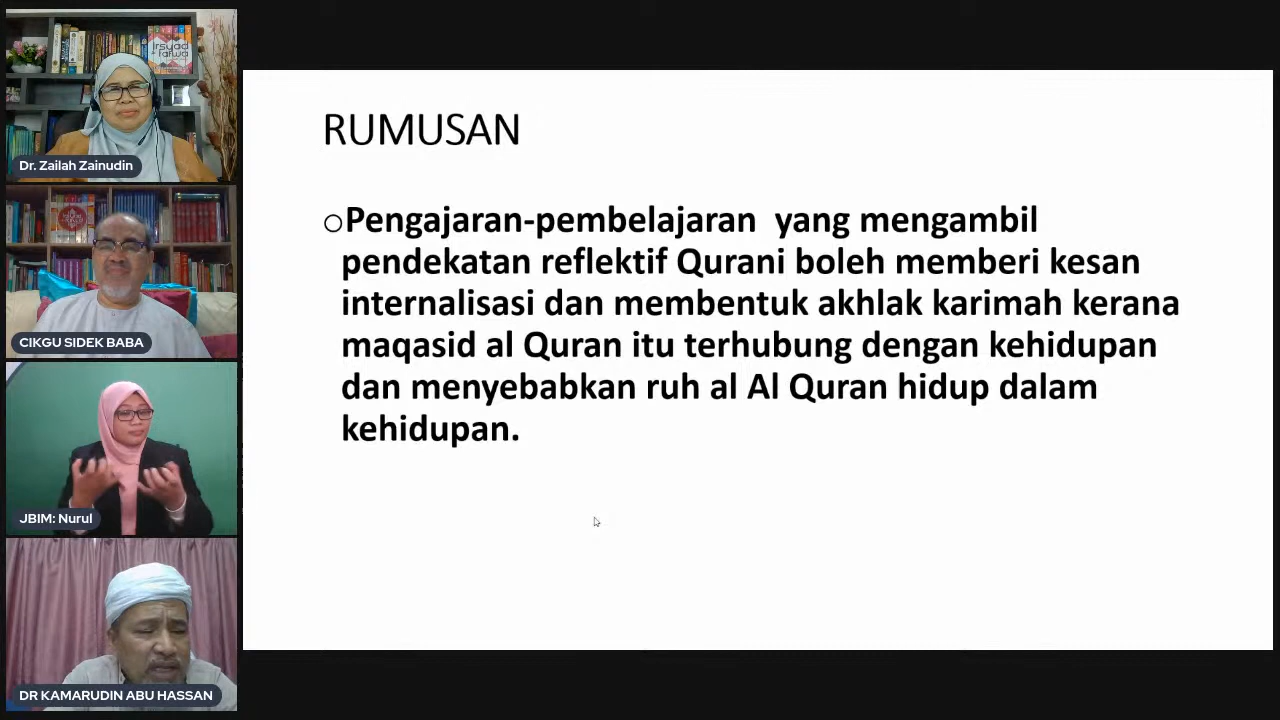 irsyad
tafwa
Dr. Zailah Zainudin
CIKGU SIDEK BABA
JBIM: Nurul
DR KAMARUDIN ABU HASSAN
RUMUSAN
Pengajaran-pembelajaran yang mengambil
pendekatan reflektif Qurani boleh memberi kesan
internalisasi dan membentuk akhlak karimah kerana
maqasid al Quran itu terhubung dengan kehidupan
dan menyebabkan ruh al Al Quran hidup dalam
kehidupan.